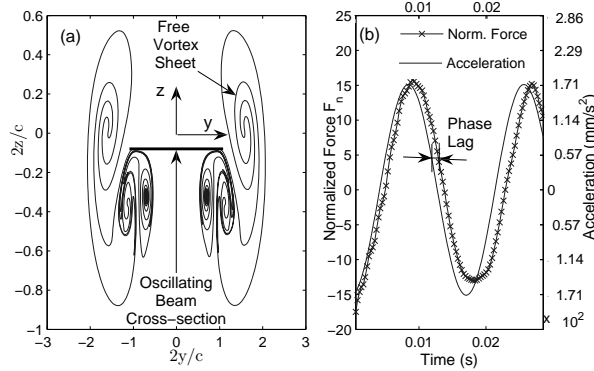 (a)
Free
Vortex
Sheet
z
y
Oscillating
Beam
Cross−section
0.6
0.4
0.2
0
−0.2
−0.4
−0.6
−0.8
−1
2z/c
−3
−2
−1
0
1
2
3
2y/c
0.01
0.02
(b)
Norm. Force
Acceleration
Phase
Lag
25
20
15
10
5
0
−5
−10
−15
−20
Normalized Force Fn
2.86
2.29
1.71
1.14
0.57
0
0.57
1.14
1.71
x 10²
Acceleration (mm/s²)
0.01
0.02
Time (s)